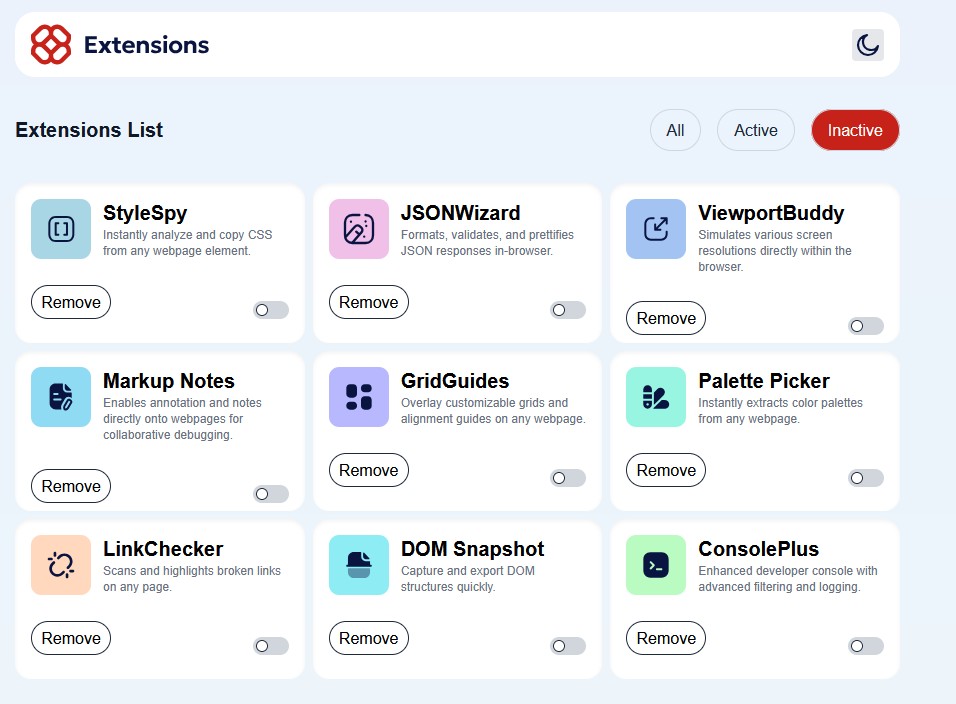 Extensions
Extensions List
All
Active
Inactive
StyleSpy
Instantly analyze and copy CSS
from any webpage element.
Remove
JSONWizard
Formats, validates, and prettifies
JSON responses in-browser.
Remove
ViewportBuddy
Simulates various screen
resolutions directly within the
browser.
Remove
Markup Notes
Enables annotation and notes
directly onto webpages for
collaborative debugging.
Remove
GridGuides
Overlay customizable grids and
alignment guides on any webpage.
Remove
Palette Picker
Instantly extracts color palettes
from any webpage.
Remove
LinkChecker
Scans and highlights broken links
on any page.
Remove
DOM Snapshot
Capture and export DOM
structures quickly.
Remove
ConsolePlus
Enhanced developer console with
advanced filtering and logging.
Remove